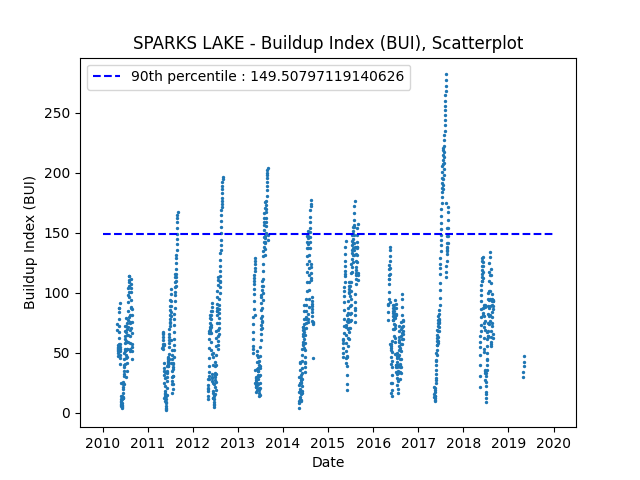 SPARKS LAKE - Buildup Index (BUI), Scatterplot
90th percentile : 149.50797119140626
250
200
150
100
50
0
Buildup Index (BUI)
2010 2011 2012 2013 2014 2015 2016 2017 2018 2019 2020
Date